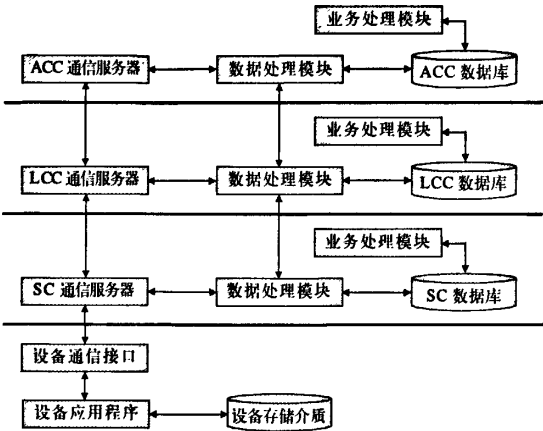 业务处理模块
ACC 通信服务器
数据处理模块
ACC 数据库
业务处理模块
LCC 通信服务器
数据处理模块
LCC 数据库
业务处理模块
SC 通信服务器
数据处理模块
SC 数据库
设备通信接口
设备应用程序
设备存储介质